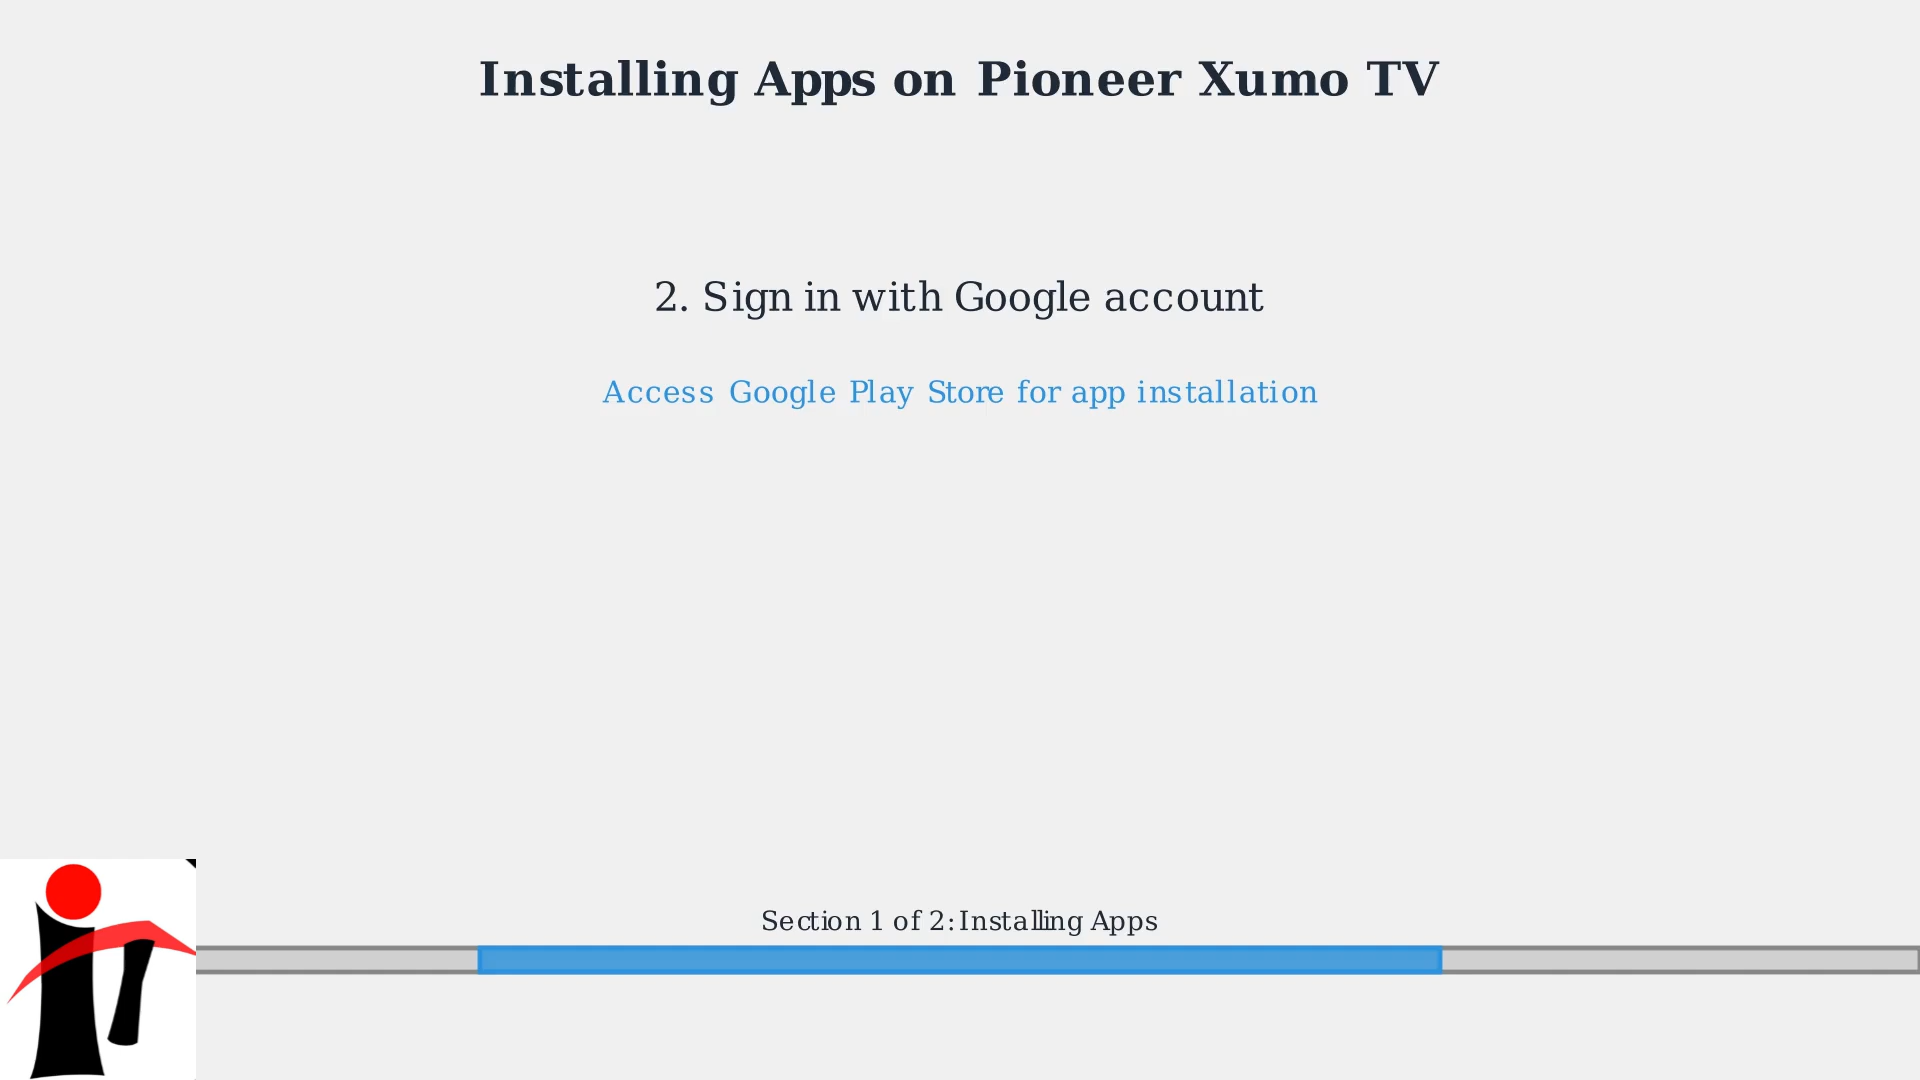 Installing Apps on Pioneer Xumo TV
2. Sign in with Google account
Access Google Play Store for app installation
Section 1 of 2: Installing Apps